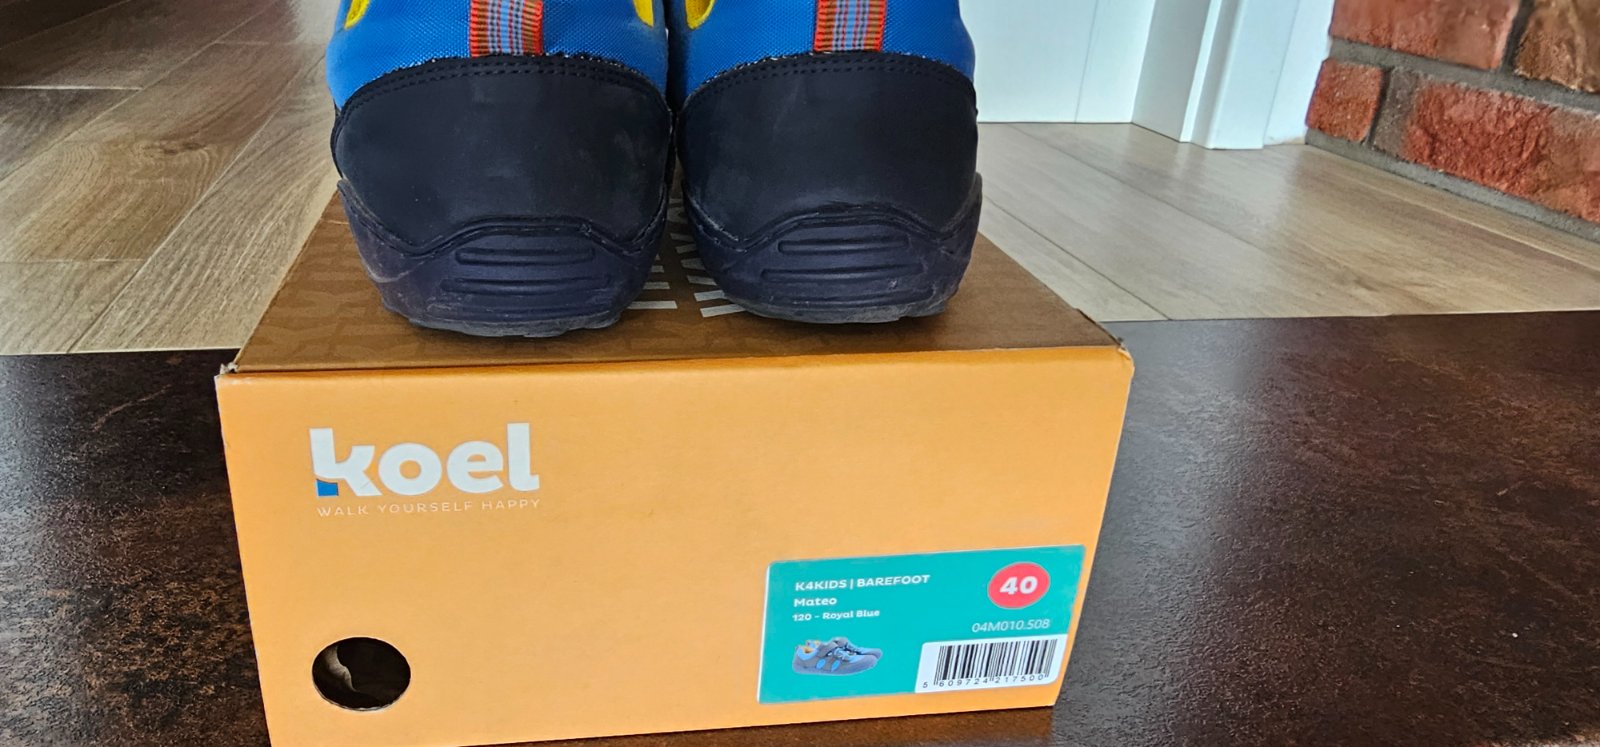 koel
WALK YOURSELF HAPPY
K4KIDS | BAREFOOT
Mateo
120 - Royal Blue
40
04M010.508
5 609724 217500